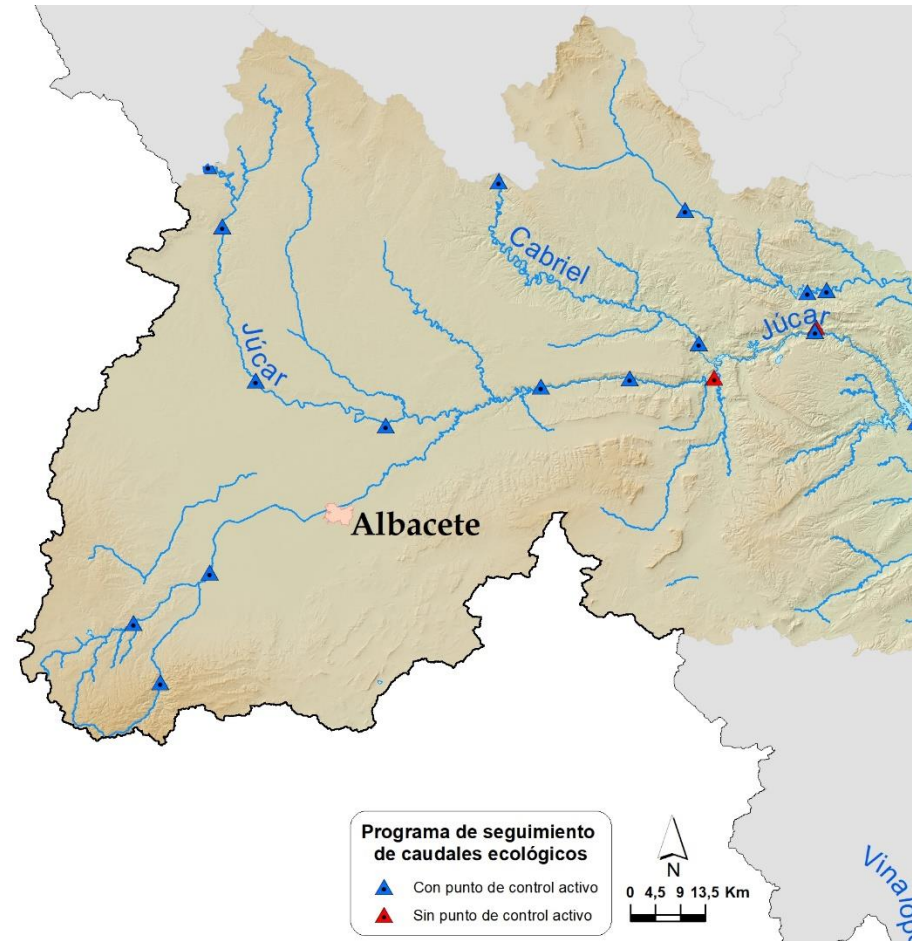 Cabriel
Júcar
Júcar
Albacete
Programa de seguimiento
de caudales ecológicos
Con punto de control activo
Sin punto de control activo
N
0 4,5 9 13,5 Km
Vinalop